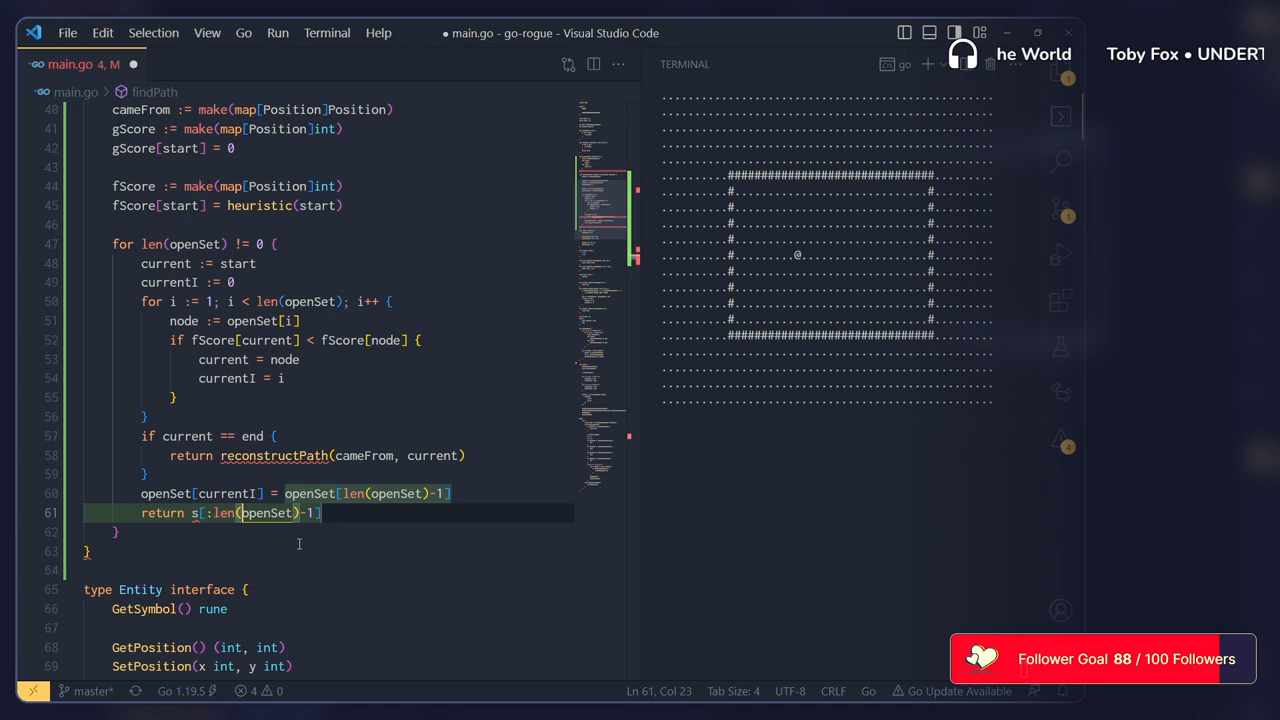 File Edit Selection View Go Run Terminal Help
● main.go - go-rogue - Visual Studio Code
he World Toby Fox • UNDERT
main.go 4, M ●
TERMINAL
go
main.go > findPath
40 cameFrom := make(map[Position]Position)
41 gScore := make(map[Position]int)
42 gScore[start] = 0
43
44 fScore := make(map[Position]int)
45 fScore[start] = heuristic(start)
46
47 for len(openSet) != 0 {
48 current := start
49 currentI := 0
50 for i := 1; i < len(openSet); i++ {
51 node := openSet[i]
52 if fScore[current] < fScore[node] {
53 current = node
54 currentI = i
55 }
56 }
57 if current == end {
58 return reconstructPath(cameFrom, current)
59 }
60 openSet[currentI] = openSet[len(openSet)-1]
61 return s[:len(openSet)-1]
62 }
63 }
64
65 type Entity interface {
66 GetSymbol() rune
67
68 GetPosition() (int, int)
69 SetPosition(x int, y int)
@
1
1
4
Follower Goal 88 / 100 Followers
master* Go 1.19.5 4 0 Ln 61, Col 23 Tab Size: 4 UTF-8 CRLF Go Go Update Available